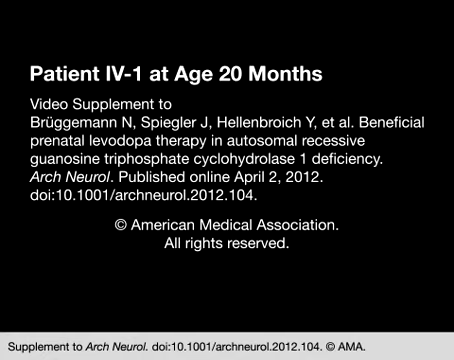 Patient IV-1 at Age 20 Months
Video Supplement to
Brüggemann N, Spiegler J, Hellenbroich Y, et al. Beneficial
prenatal levodopa therapy in autosomal recessive
guanosine triphosphate cyclohydrolase 1 deficiency.
Arch Neurol. Published online April 2, 2012.
doi:10.1001/archneurol.2012.104.
© American Medical Association.
All rights reserved.
Supplement to Arch Neurol. doi:10.1001/archneurol.2012.104. © AMA.